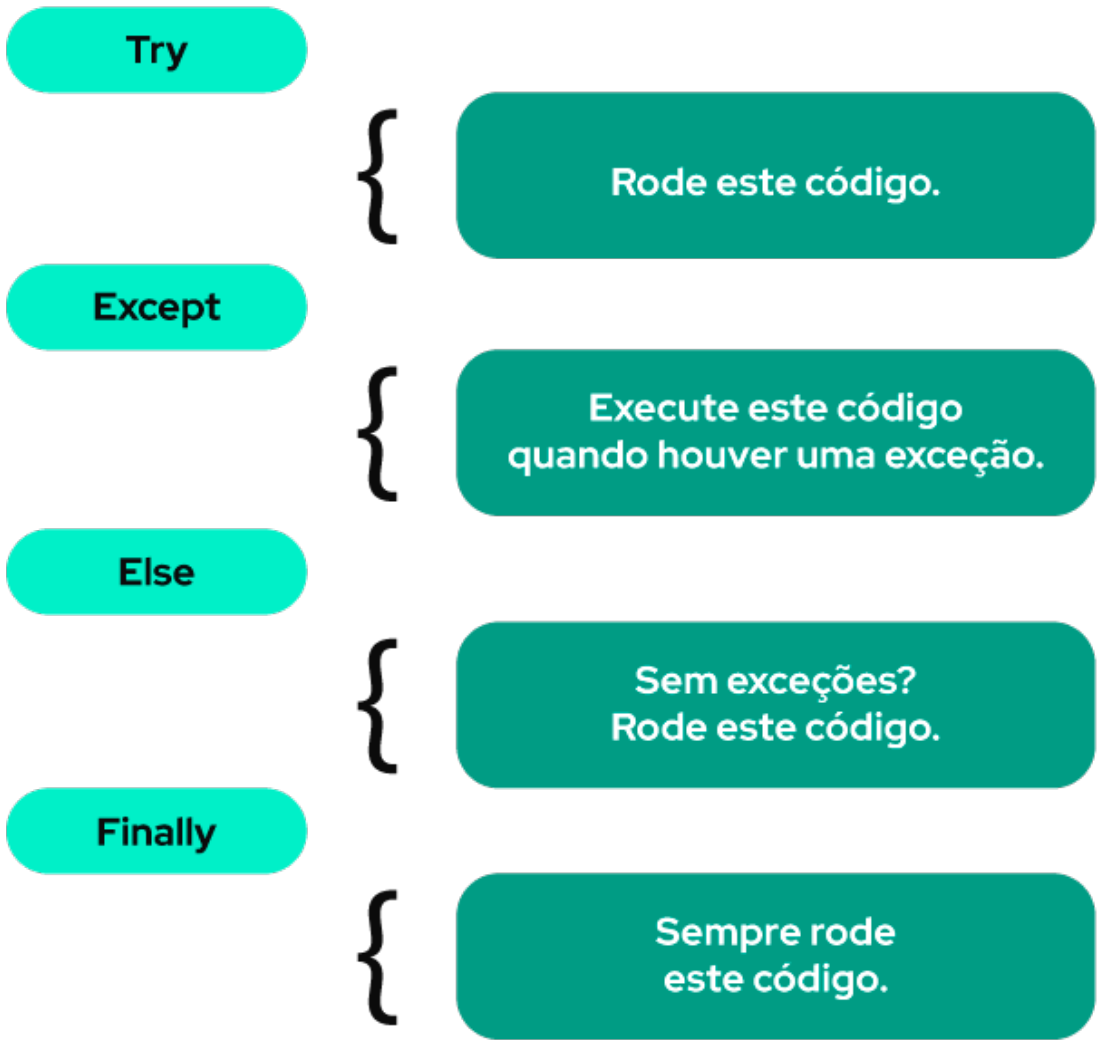 Try
{
Rode este código.
Except
{
Execute este código
quando houver uma exceção.
Else
{
Sem exceções?
Rode este código.
Finally
{
Sempre rode
este código.